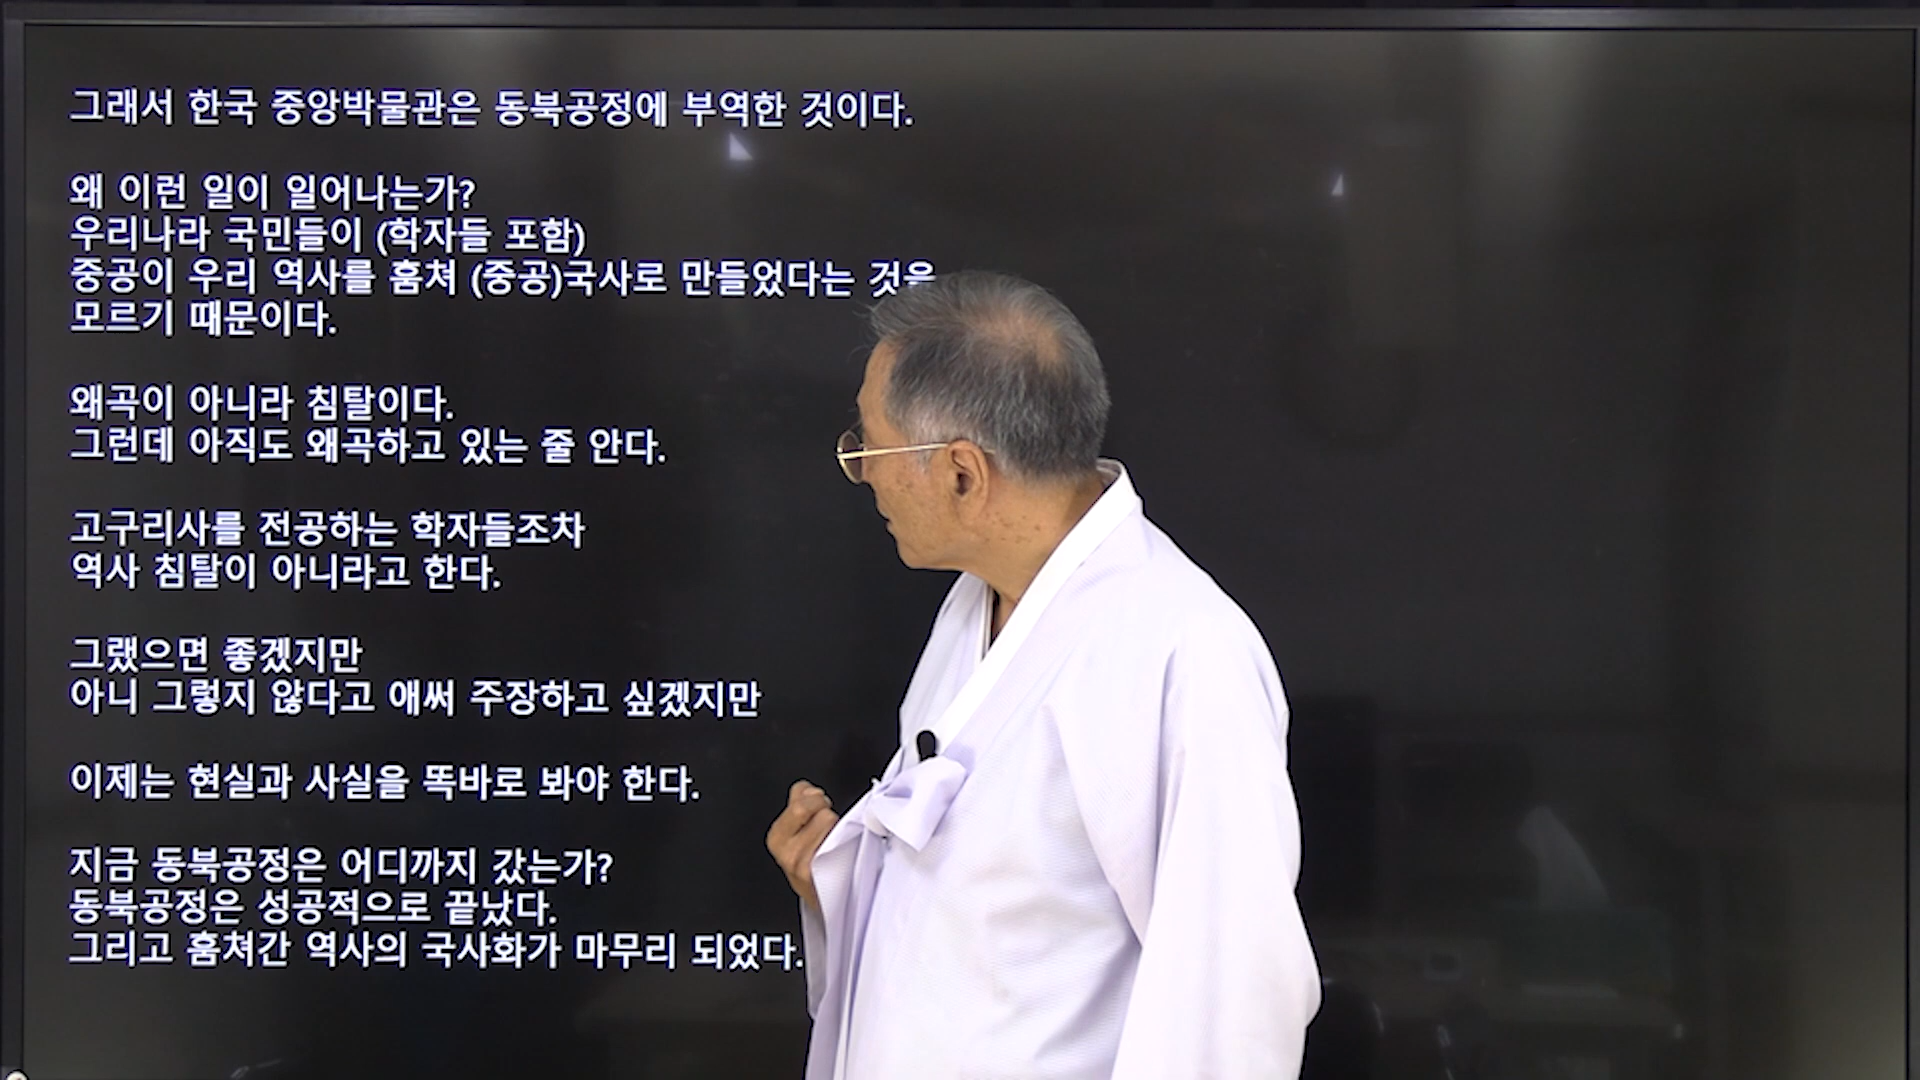 그래서 한국 중앙박물관은 동북공정에 부역한 것이다.
왜 이런 일이 일어나는가?
우리나라 국민들이 (학자들 포함)
중공이 우리 역사를 훔쳐 (중공)국사로 만들었다는 것을
모르기 때문이다.
왜곡이 아니라 침탈이다.
그런데 아직도 왜곡하고 있는 줄 안다.
고구리사를 전공하는 학자들조차
역사 침탈이 아니라고 한다.
그랬으면 좋겠지만
아니 그렇지 않다고 애써 주장하고 싶겠지만
이제는 현실과 사실을 똑바로 봐야 한다.
지금 동북공정은 어디까지 갔는가?
동북공정은 성공적으로 끝났다.
그리고 훔쳐간 역사의 국사화가 마무리 되었다.